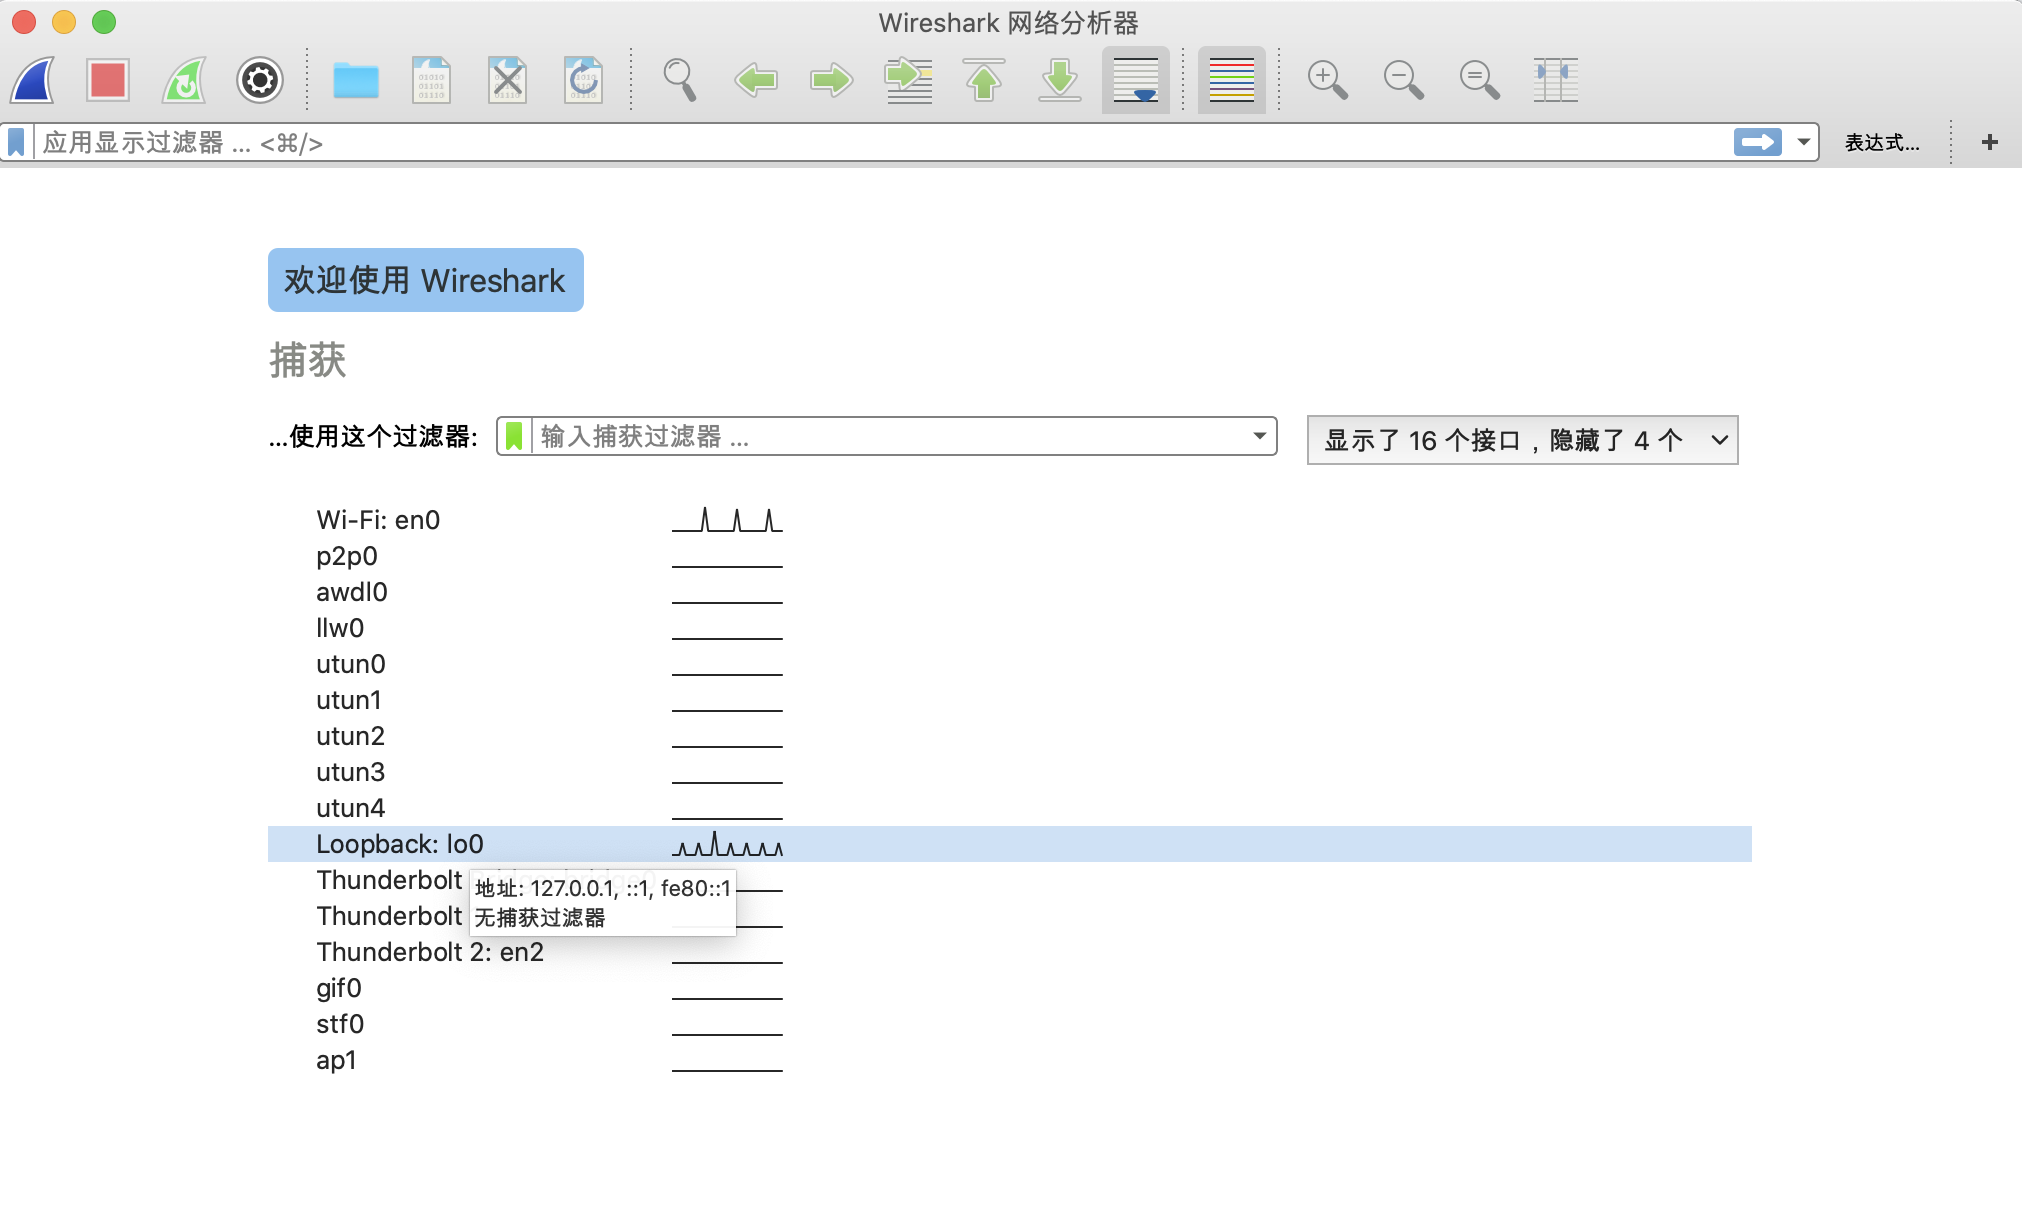 Wireshark 网络分析器
应用显示过滤器 ... <⌘/>
表达式...
+
欢迎使用 Wireshark
捕获
...使用这个过滤器:
输入捕获过滤器 ...
显示了 16 个接口，隐藏了 4 个
Wi-Fi: en0
p2p0
awdl0
llw0
utun0
utun1
utun2
utun3
utun4
Loopback: lo0
Thunderbolt
地址: 127.0.0.1, ::1, fe80::1
Thunderbolt
无捕获过滤器
Thunderbolt 2: en2
gif0
stf0
ap1